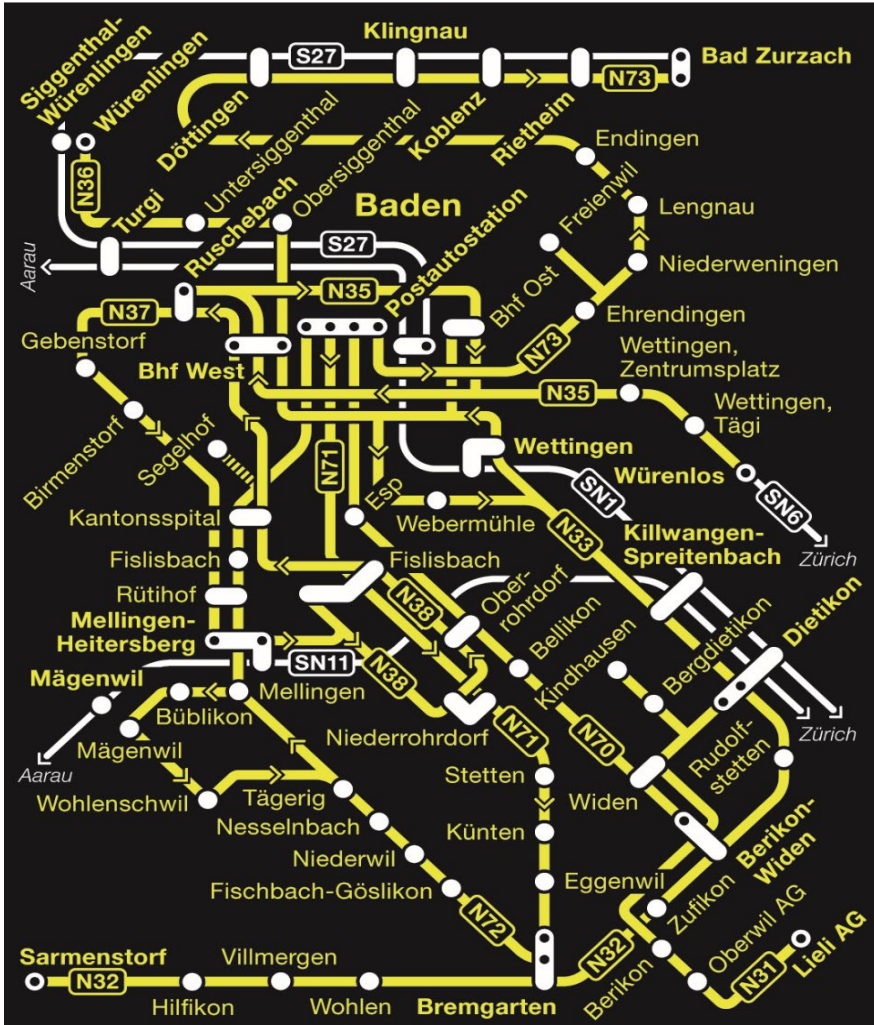 Klingnau
S27
Bad Zurzach
N73
Siggenthal-
Würenlingen
Würenlingen
Döttingen
Untersiggenthal
Obersiggenthal
Koblenz
Rietheim
Endingen
Freienwil
Lengnau
N36
Turgi
Ruschebach
Baden
Postautostation
S27
Aarau
Bhf Ost
Niederweningen
N37
N35
Ehrendingen
Gebenstorf
Bhf West
N73
Wettingen,
Zentrumsplatz
N35
Wettingen,
Tägi
Birmenstorf
Segelhof
N71
Esp
Wettingen
Würenlos
SN1
SN6
Kantonsspital
Webermühle
N33
Killwangen-
Spreitenbach
Zürich
Fislisbach
Fislisbach
Rütihof
N38
Ober-
rohrdorf
Mellingen-
Heitersberg
Bellikon
Kindhausen
Bergdietikon
Dietikon
SN11
N38
Mägenwil
Mellingen
Büblikon
Niederrohrdorf
N71
N70
Rudolf-
stetten
Zürich
Mägenwil
Aarau
Stetten
Widen
Wohlenschwil
Tägerig
Nesselnbach
Künten
Niederwil
Berikon-
Widen
Fischbach-Göslikon
Eggenwil
Zufikon
N72
Oberwil AG
Lieli AG
Sarmenstorf
Villmergen
N32
N32
Berikon
N31
Hilfikon
Wohlen
Bremgarten